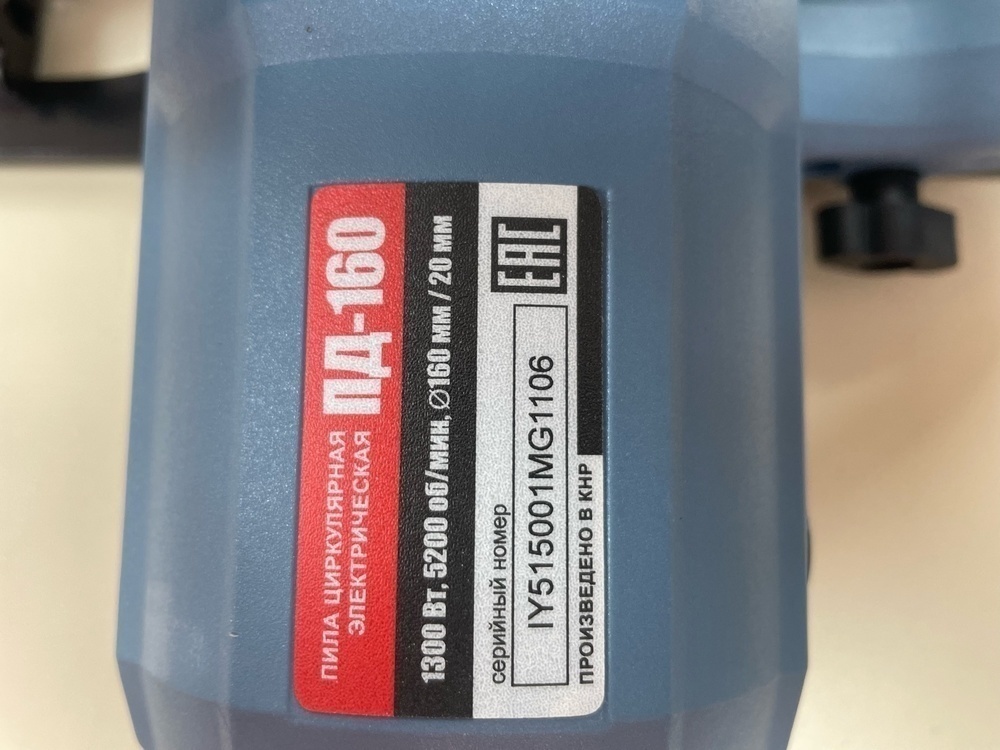 ПИЛА ЦИРКУЛЯРНАЯ
ЭЛЕКТРИЧЕСКАЯ
ПД-160
1300 Вт, 5200 об/мин, Ø160 мм / 20 мм
серийный номер
IY515001MG1106
EAC
ПРОИЗВЕДЕНО В КНР